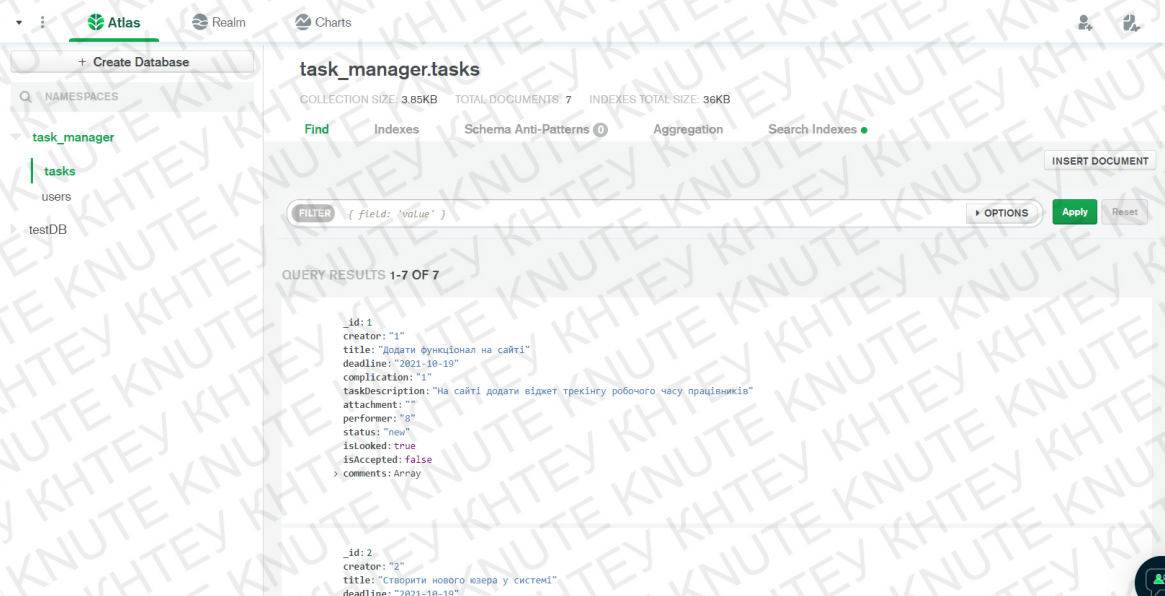 Atlas Realm Charts
+ Create Database
NAMESPACES
task_manager
tasks
users
testDB
task_manager.tasks
COLLECTION SIZE: 3.85KB TOTAL DOCUMENTS: 7 INDEXES TOTAL SIZE: 36KB
Find Indexes Schema Anti-Patterns 0 Aggregation Search Indexes
INSERT DOCUMENT
FILTER { field: 'value' } OPTIONS Apply Reset
QUERY RESULTS 1-7 OF 7
_id: 1
creator: "1"
title: "Додати функціонал на сайті"
deadline: "2021-10-19"
complication: "1"
taskDescription: "На сайті додати віджет трекінгу робочого часу працівників"
attachment: ""
performer: "8"
status: "new"
isLooked: true
isAccepted: false
comments: Array
_id: 2
creator: "2"
title: "Створити нового юзера у системі"
deadline: "2021-10-19"